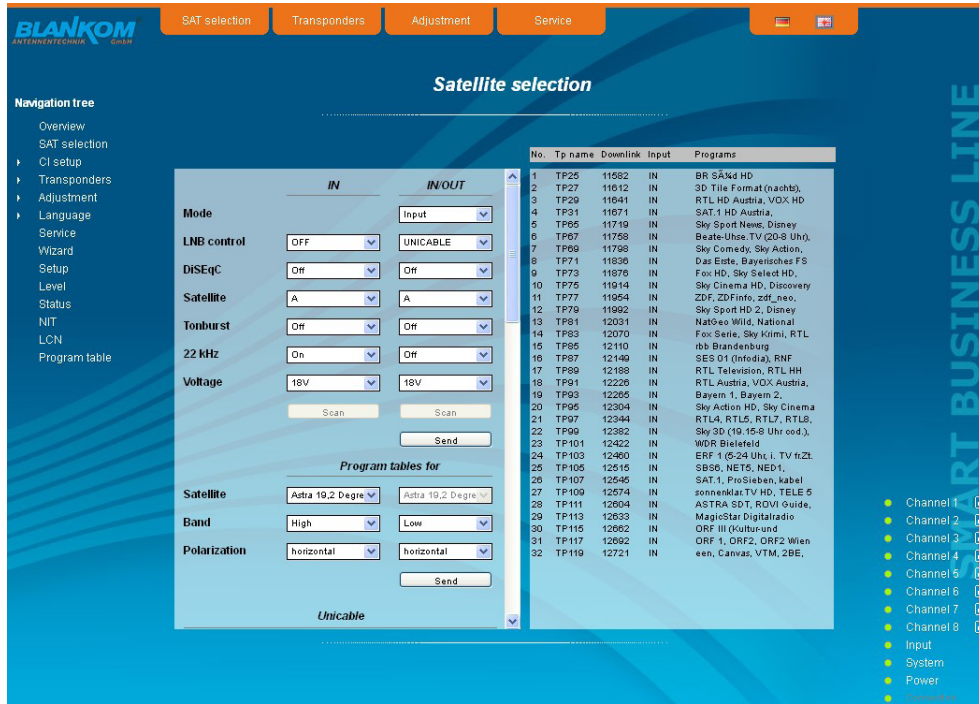 BLANKOM
ANTENNENTECHNIK GmbH
SAT selection Transponders Adjustment Service
Satellite selection
Navigation tree
Overview
SAT selection
CI setup
Transponders
Adjustment
Language
Service
Wizard
Setup
Level
Status
NIT
LCN
Program table
IN IN/OUT
Mode Input
LNB control OFF UNICABLE
DiSEqC Off Off
Satellite A A
Tonburst Off Off
22 kHz On Off
Voltage 18V 18V
Scan Scan
Send
Program tables for
Satellite Astra 19,2 Degre Astra 19,2 Degre
Band High Low
Polarization horizontal horizontal
Send
Unicable
No. Tp name Downlink Input Programs
1 TP25 11582 IN BR SÃ¼d HD
2 TP27 11612 IN 3D Tile Format (nachts),
3 TP29 11641 IN RTL HD Austria, VOX HD
4 TP31 11671 IN SAT.1 HD Austria,
5 TP65 11719 IN Sky Sport News, Disney
6 TP67 11758 IN Beate-Uhse.TV (20-8 Uhr),
7 TP69 11798 IN Sky Comedy, Sky Action,
8 TP71 11836 IN Das Erste, Bayerisches FS
9 TP73 11876 IN Fox HD, Sky Select HD,
10 TP75 11914 IN Sky Cinema HD, Discovery
11 TP77 11954 IN ZDF, ZDFinfo, zdf_neo,
12 TP79 11992 IN Sky Sport HD 2, Disney
13 TP81 12031 IN NatGeo Wild, National
14 TP83 12070 IN Fox Serie, Sky Krimi, RTL
15 TP85 12110 IN rbb Brandenburg
16 TP87 12149 IN SES 01 (Infodia), RNF
17 TP89 12188 IN RTL Television, RTL HH
18 TP91 12226 IN RTL Austria, VOX Austria,
19 TP93 12265 IN Bayern 1, Bayern 2,
20 TP95 12304 IN Sky Action HD, Sky Cinema
21 TP97 12344 IN RTL4, RTL5, RTL7, RTL8,
22 TP99 12382 IN Sky 3D (19.15-8 Uhr cod.),
23 TP101 12422 IN WDR Bielefeld
24 TP103 12460 IN ERF 1 (5-24 Uhr, i. TV fr.Zt.
25 TP105 12515 IN SBS6, NET5, NED1,
26 TP107 12545 IN SAT.1, ProSieben, kabel
27 TP109 12574 IN sonnenklar.TV HD, TELE 5
28 TP111 12604 IN ASTRA SDT, ROVI Guide,
29 TP113 12633 IN MagicStar Digitalradio
30 TP115 12662 IN ORF III (Kultur-und
31 TP117 12692 IN ORF 1, ORF2, ORF2 Wien
32 TP119 12721 IN een, Canvas, VTM, 2BE,
SMART BUSINESS LINE
Channel 1
Channel 2
Channel 3
Channel 4
Channel 5
Channel 6
Channel 7
Channel 8
Input
System
Power